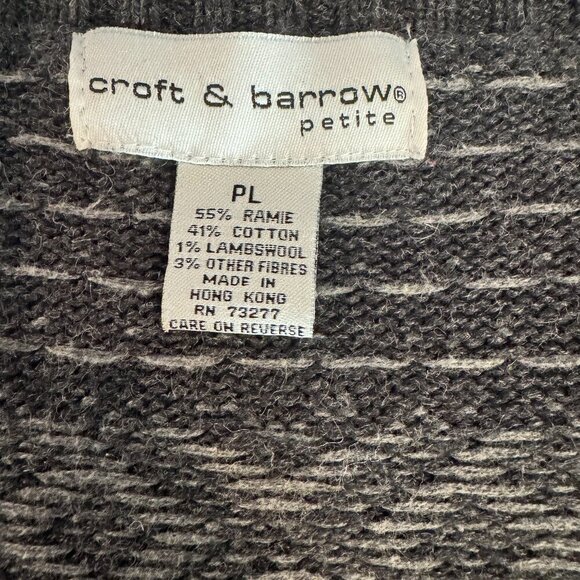 croft & barrow®
petite
PL
55% RAMIE
41% COTTON
1% LAMBSWOOL
3% OTHER FIBRES
MADE IN
HONG KONG
RN 73277
CARE ON REVERSE